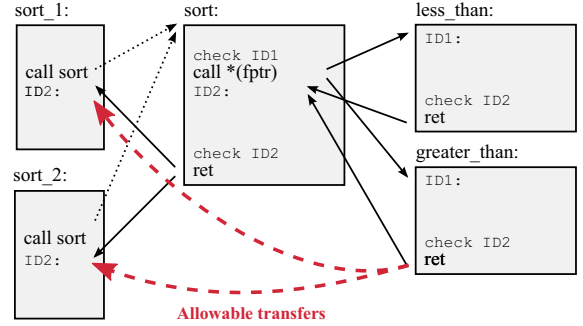 sort_1:
call sort
ID2:
sort_2:
call sort
ID2:
sort:
check ID1
call *(fptr)
ID2:
check ID2
ret
less_than:
ID1:
check ID2
ret
greater_than:
ID1:
check ID2
ret
Allowable transfers